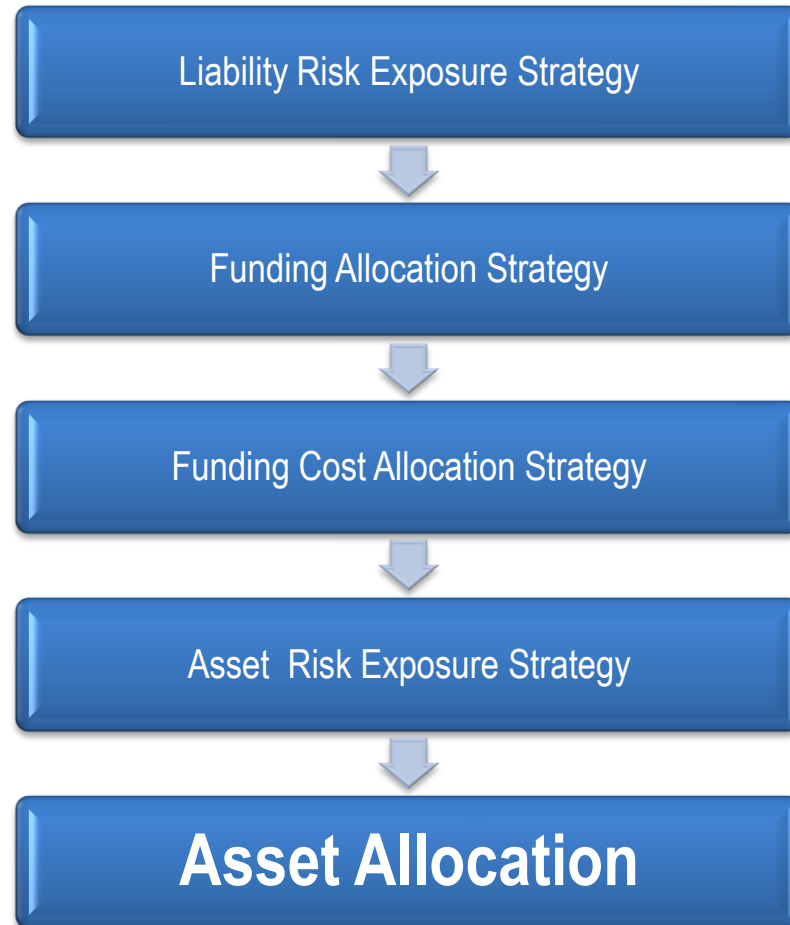 Liability Risk Exposure Strategy
Funding Allocation Strategy
Funding Cost Allocation Strategy
Asset  Risk Exposure Strategy
Asset Allocation